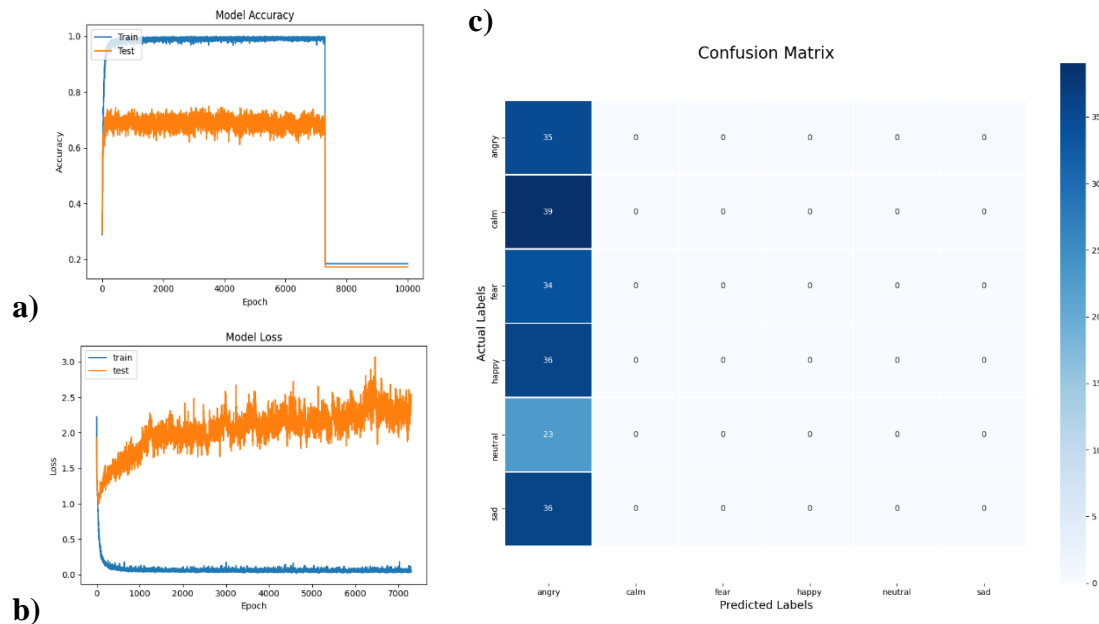 Model Accuracy
Train
Test
1.0
0.8
0.6
0.4
0.2
Accuracy
0 2000 4000 6000 8000 10000
Epoch
a)
Model Loss
train
test
3.0
2.5
2.0
1.5
1.0
0.5
0.0
Loss
0 1000 2000 3000 4000 5000 6000 7000
Epoch
b)
c)
Confusion Matrix
Actual Labels
angry 35 0 0 0 0 0
calm 39 0 0 0 0 0
fear 34 0 0 0 0 0
happy 36 0 0 0 0 0
neutral 23 0 0 0 0 0
sad 36 0 0 0 0 0
angry calm fear happy neutral sad
Predicted Labels
35
30
25
20
15
10
5
0